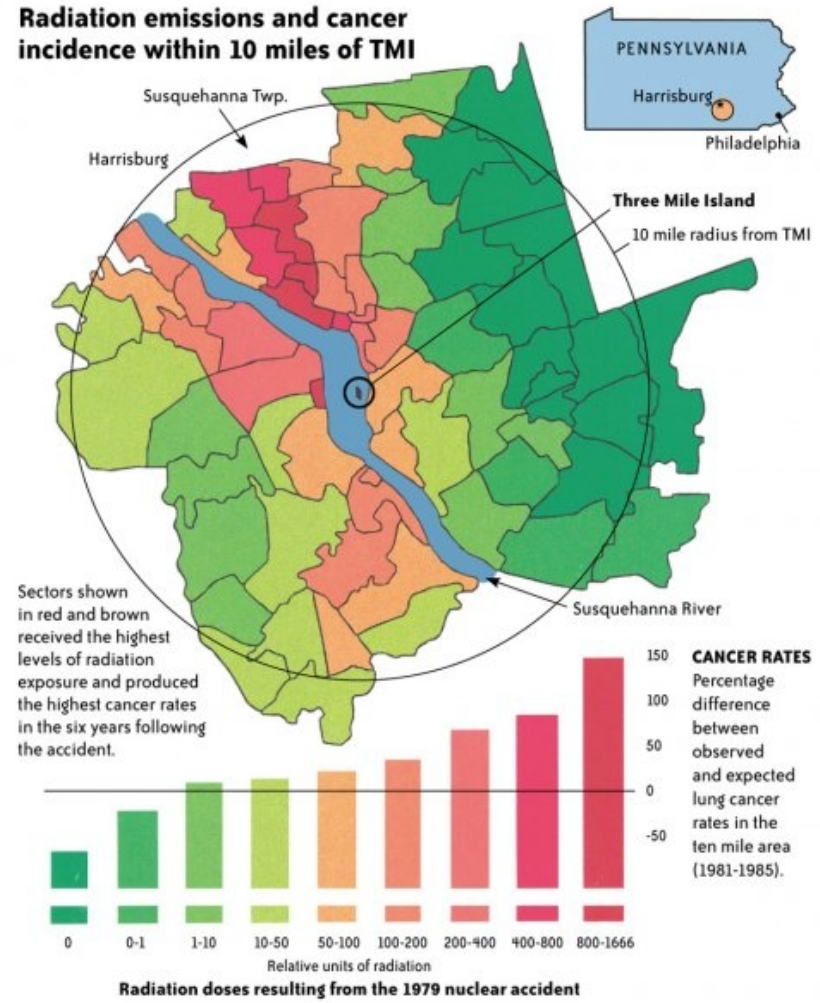 Radiation emissions and cancer
incidence within 10 miles of TMI
PENNSYLVANIA
Harrisburg
Philadelphia
Susquehanna Twp.
Harrisburg
Three Mile Island
10 mile radius from TMI
Susquehanna River
Sectors shown
in red and brown
received the highest
levels of radiation
exposure and produced
the highest cancer rates
in the six years following
the accident.
150
100
50
0
-50
CANCER RATES
Percentage
difference
between
observed
and expected
lung cancer
rates in the
ten mile area
(1981-1985).
0 0-1 1-10 10-50 50-100 100-200 200-400 400-800 800-1666
Relative units of radiation
Radiation doses resulting from the 1979 nuclear accident